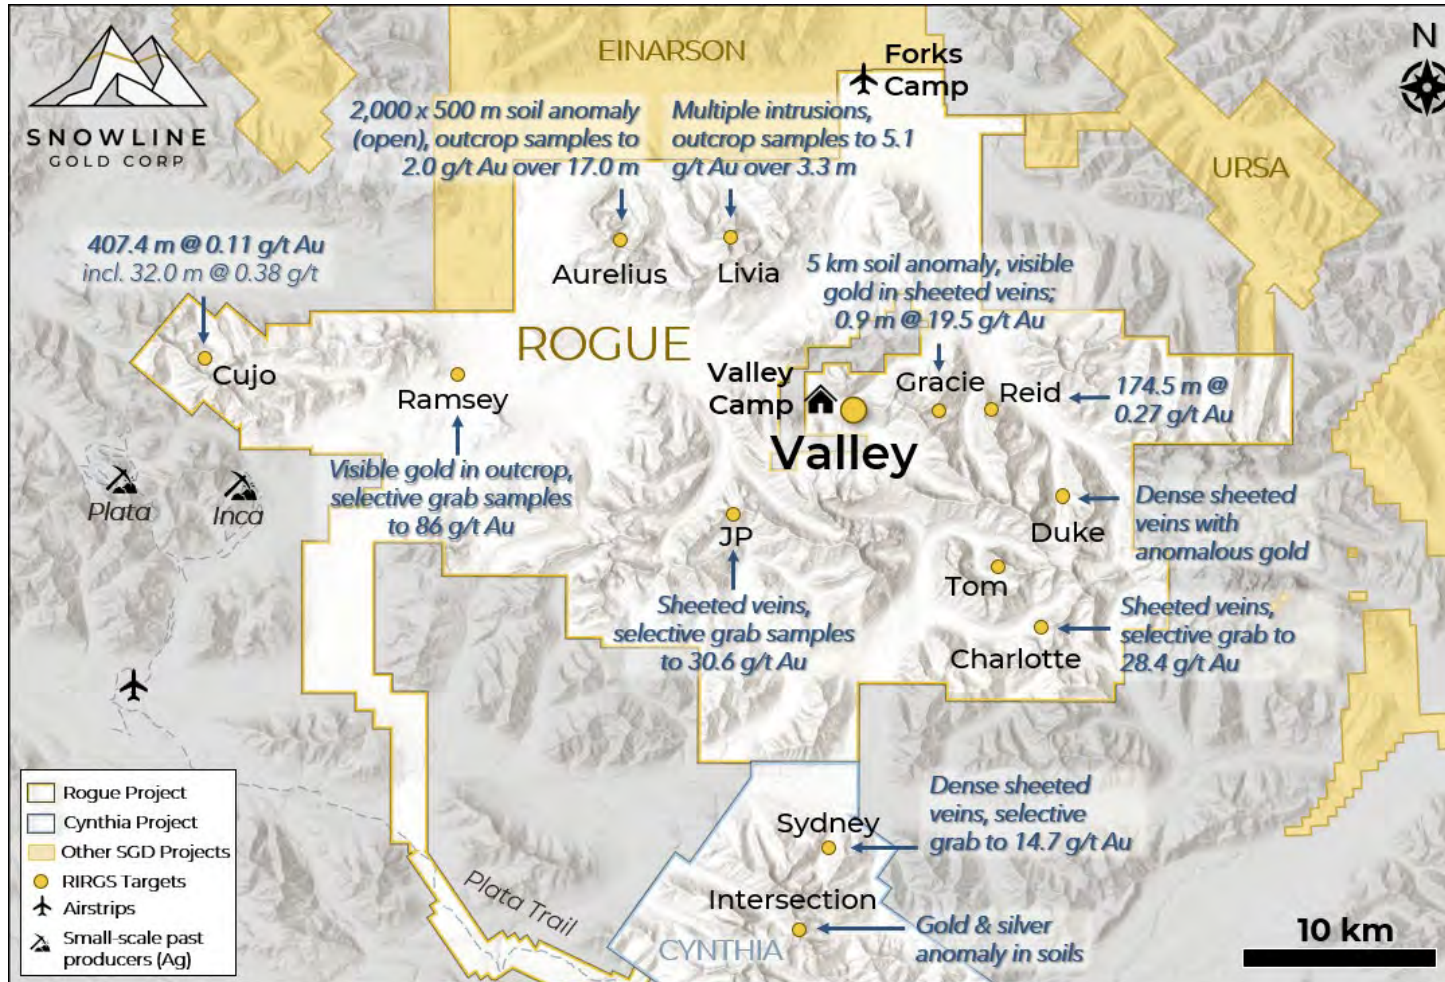 EINARSON
Forks
Camp
N
SNOWLINE
GOLD CORP
2,000 x 500 m soil anomaly
(open), outcrop samples to
2.0 g/t Au over 17.0 m
Multiple intrusions,
outcrop samples to 5.1
g/t Au over 3.3 m
URSA
407.4 m @ 0.11 g/t Au
incl. 32.0 m @ 0.38 g/t
Aurelius
Livia
5 km soil anomaly, visible
gold in sheeted veins;
0.9 m @ 19.5 g/t Au
ROGUE
Cujo
Ramsey
Valley
Camp
Gracie
Reid
174.5 m @
0.27 g/t Au
Valley
Visible gold in outcrop,
selective grab samples
to 86 g/t Au
Plata
Inca
JP
Duke
Dense sheeted
veins with
anomalous gold
Tom
Sheeted veins,
selective grab samples
to 30.6 g/t Au
Charlotte
Sheeted veins,
selective grab to
28.4 g/t Au
Rogue Project
Cynthia Project
Other SGD Projects
RIRGS Targets
Airstrips
Small-scale past
producers (Ag)
Plata Trail
Sydney
Dense sheeted
veins, selective
grab to 14.7 g/t Au
Intersection
CYNTHIA
Gold & silver
anomaly in soils
10 km